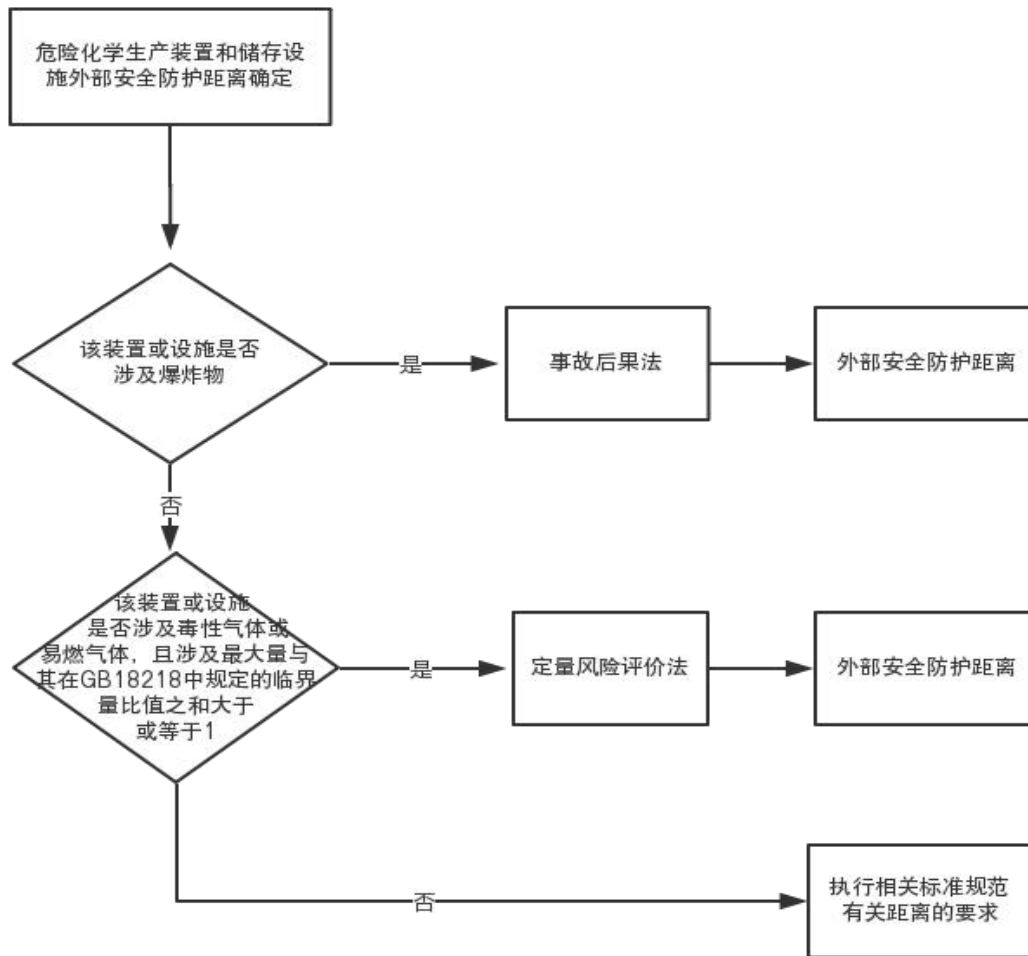 危险化学生产装置和储存设
施外部安全防护距离确定
该装置或设施是否
涉及爆炸物
是
事故后果法
外部安全防护距离
否
该装置或设施
是否涉及毒性气体或
易燃气体，且涉及最大量与
其在GB18218中规定的临界
量比值之和大于
或等于1
是
定量风险评价法
外部安全防护距离
否
执行相关标准规范
有关距离的要求